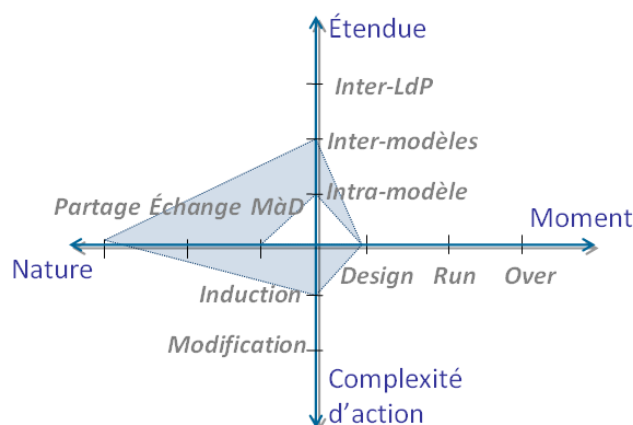 Étendue
Inter-LdP
Inter-modèles
Intra-modèle
Partage Échange MàD
Moment
Nature
Design Run Over
Induction
Modification
Complexité
d'action